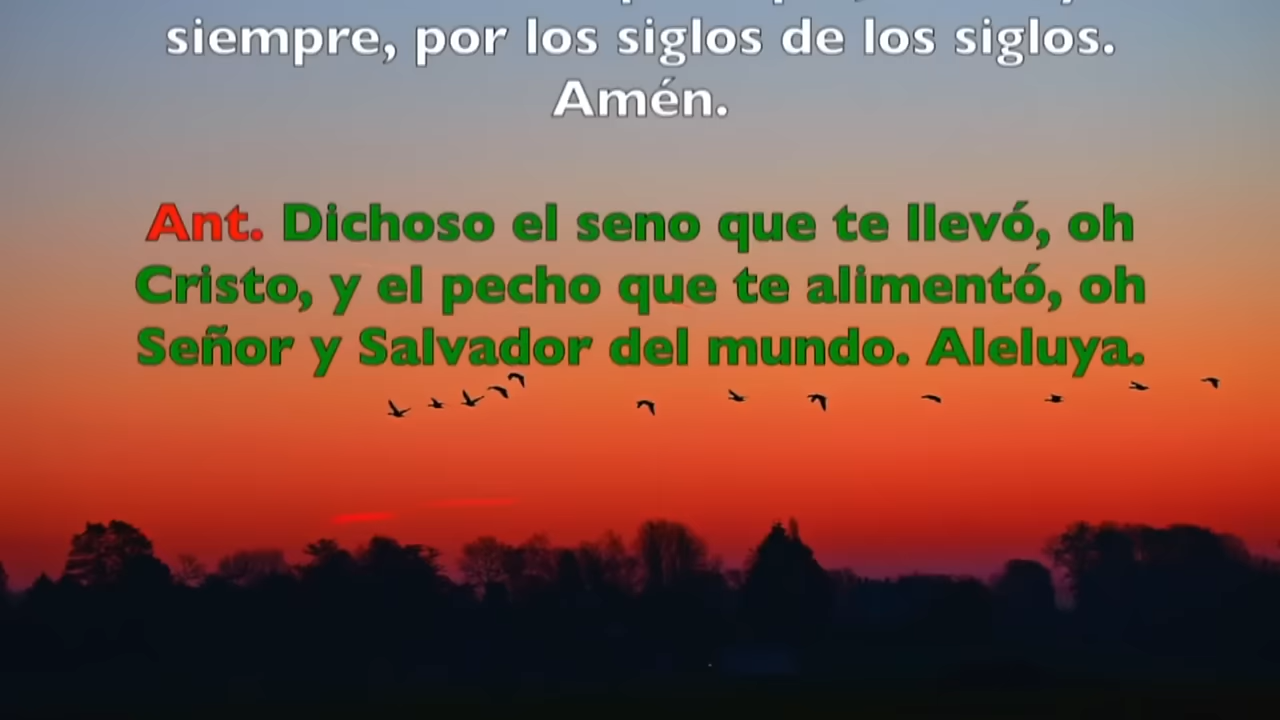 siempre, por los siglos de los siglos.
Amén.
Ant. Dichoso el seno que te llevó, oh
Cristo, y el pecho que te alimentó, oh
Señor y Salvador del mundo. Aleluya.